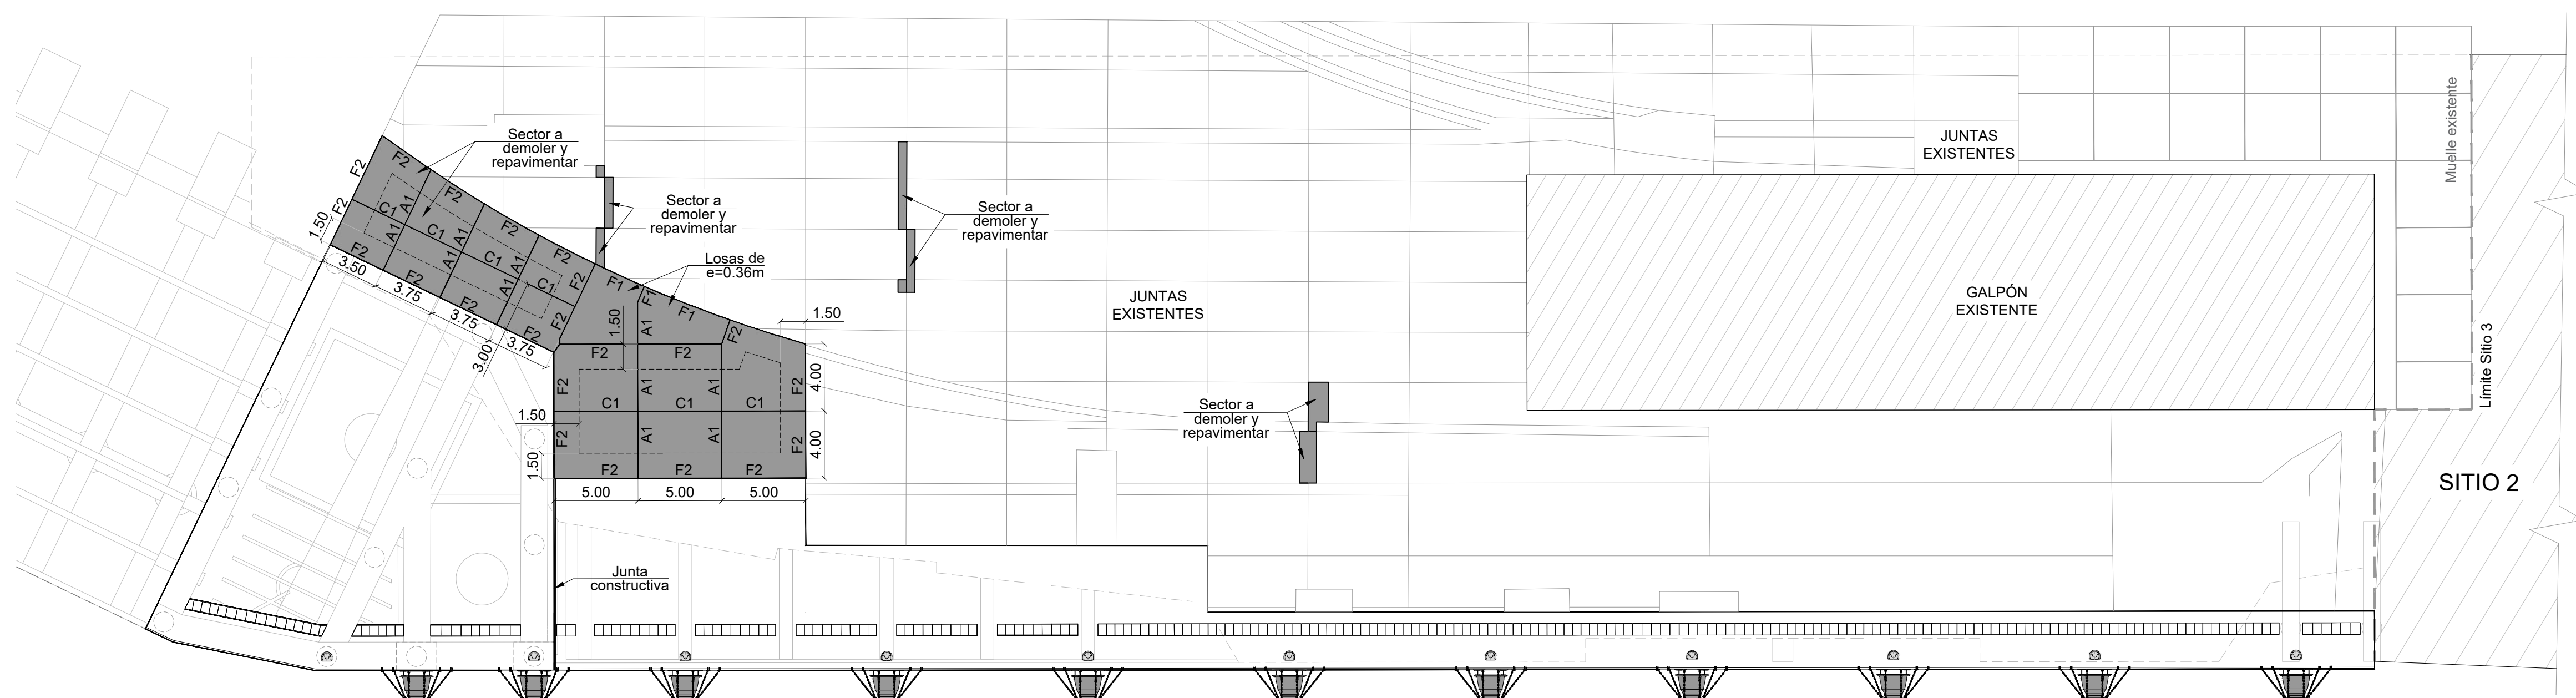 Sector a
demoler y
repavimentar
Sector a
demoler y
repavimentar
Sector a
demoler y
repavimentar
Losas de
e=0.36m
JUNTAS
EXISTENTES
JUNTAS
EXISTENTES
Muelle existente
GALPÓN
EXISTENTE
Límite Sitio 3
SITIO 2
Sector a
demoler y
repavimentar
Junta
constructiva
F2
F2
F2
F2
F2
F2
C1
A1
C1
A1
C1
A1
C1
A1
A1
A1
F2
F2
F2
F2
F2
F2
1.50
3.50
3.75
3.75
3.75
3.00
F1
F1
F1
A1
F2
1.50
1.50
F2
F2
F2
A1
A1
F2
4.00
C1
C1
C1
1.50
F2
A1
A1
F2
4.00
1.50
F2
F2
F2
5.00
5.00
5.00